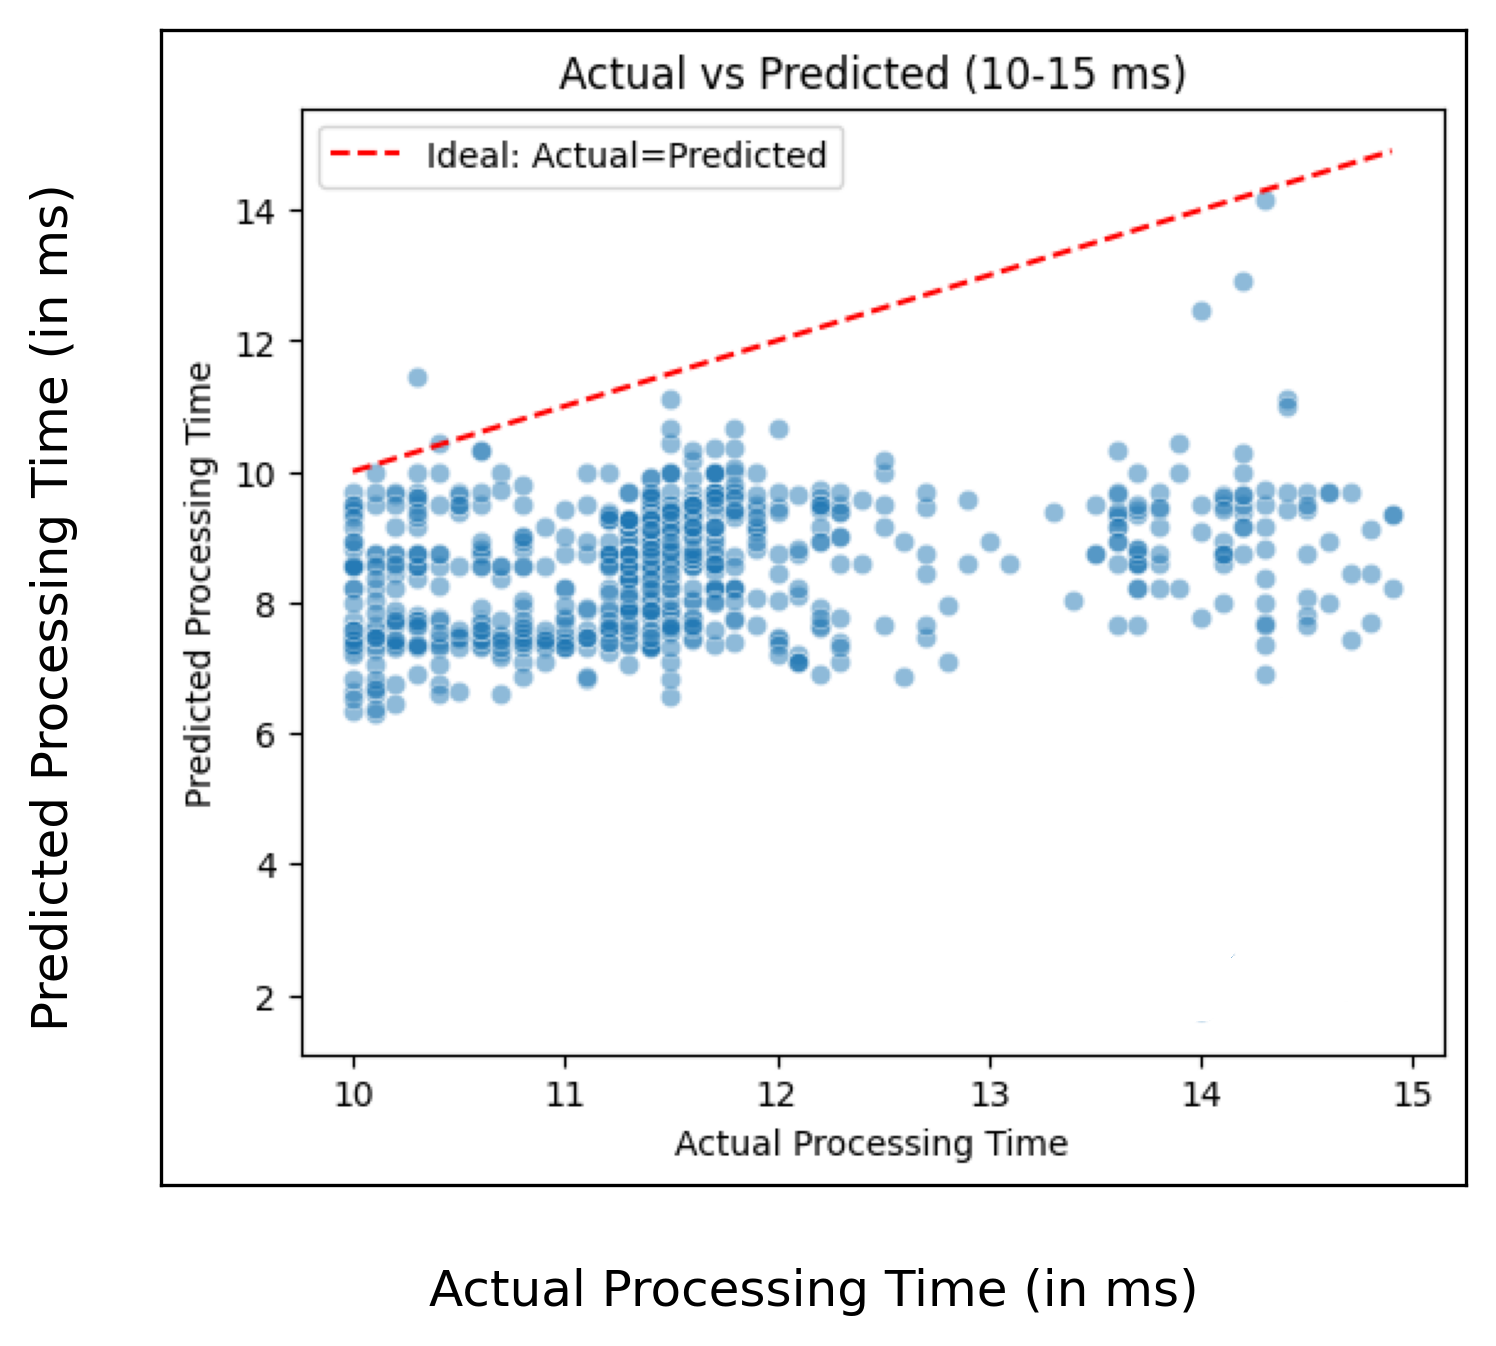 Actual vs Predicted (10-15 ms)
Ideal: Actual=Predicted
14
12
10
8
6
4
2
Predicted Processing Time
Predicted Processing Time (in ms)
10 11 12 13 14 15
Actual Processing Time
Actual Processing Time (in ms)